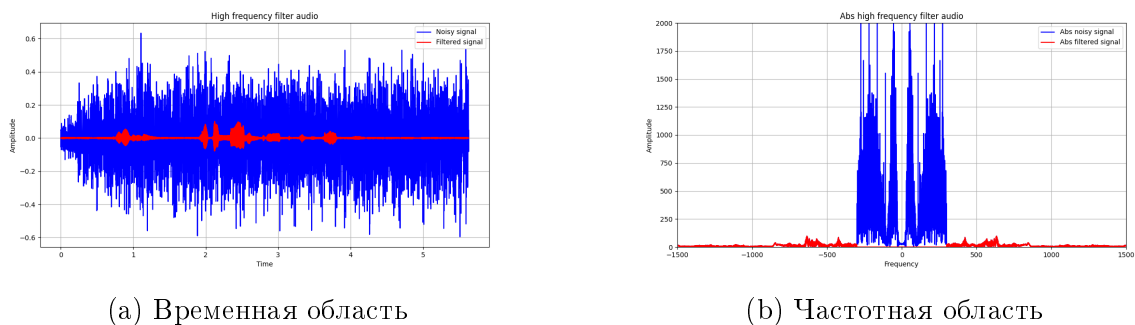 High frequency filter audio
Noisy signal
Filtered signal
0.6
0.4
0.2
0.0
−0.2
−0.4
−0.6
Amplitude
0
1
2
3
4
5
Time
(a) Временная область
Abs high frequency filter audio
Abs noisy signal
Abs filtered signal
2000
1750
1500
1250
1000
750
500
250
0
Amplitude
−1500
−1000
−500
0
500
1000
1500
Frequency
(b) Частотная область